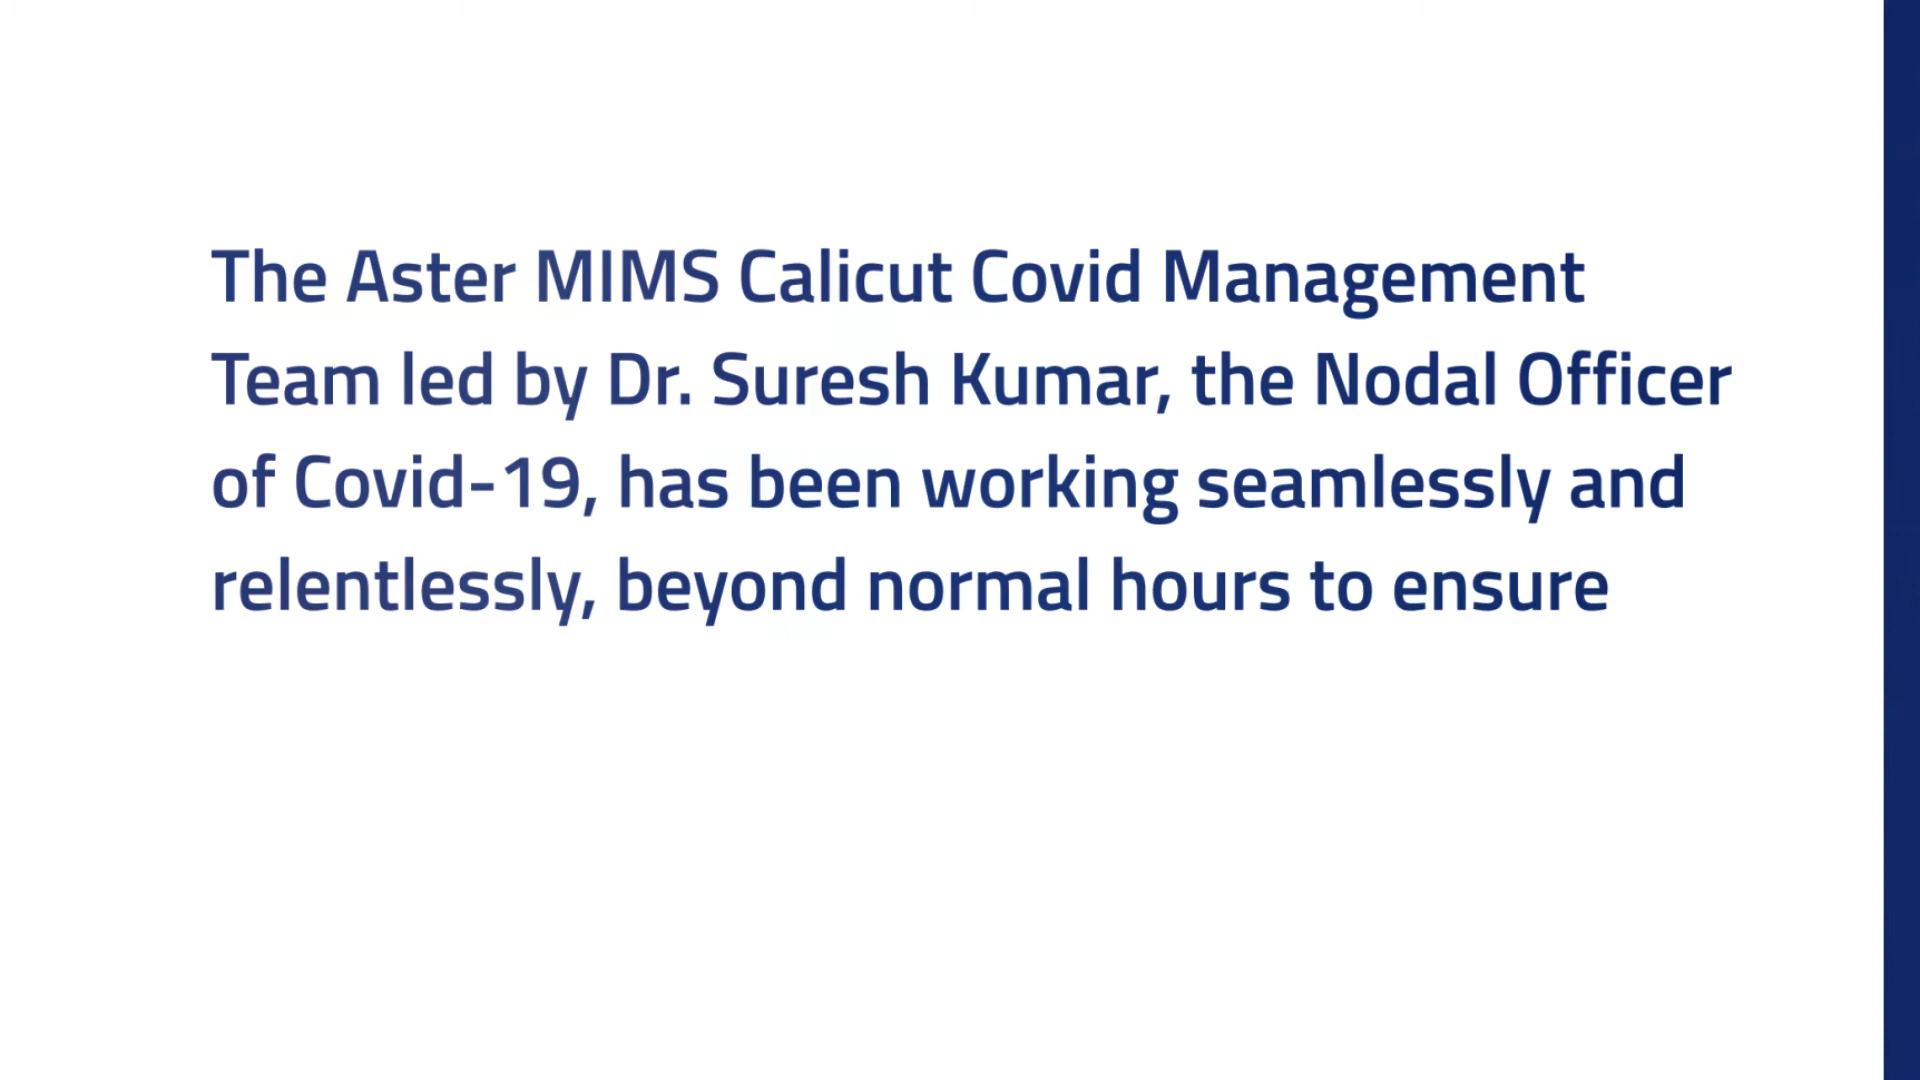 The Aster MIMS Calicut Covid Management
Team led by Dr. Suresh Kumar, the Nodal Officer
of Covid-19, has been working seamlessly and
relentlessly, beyond normal hours to ensure